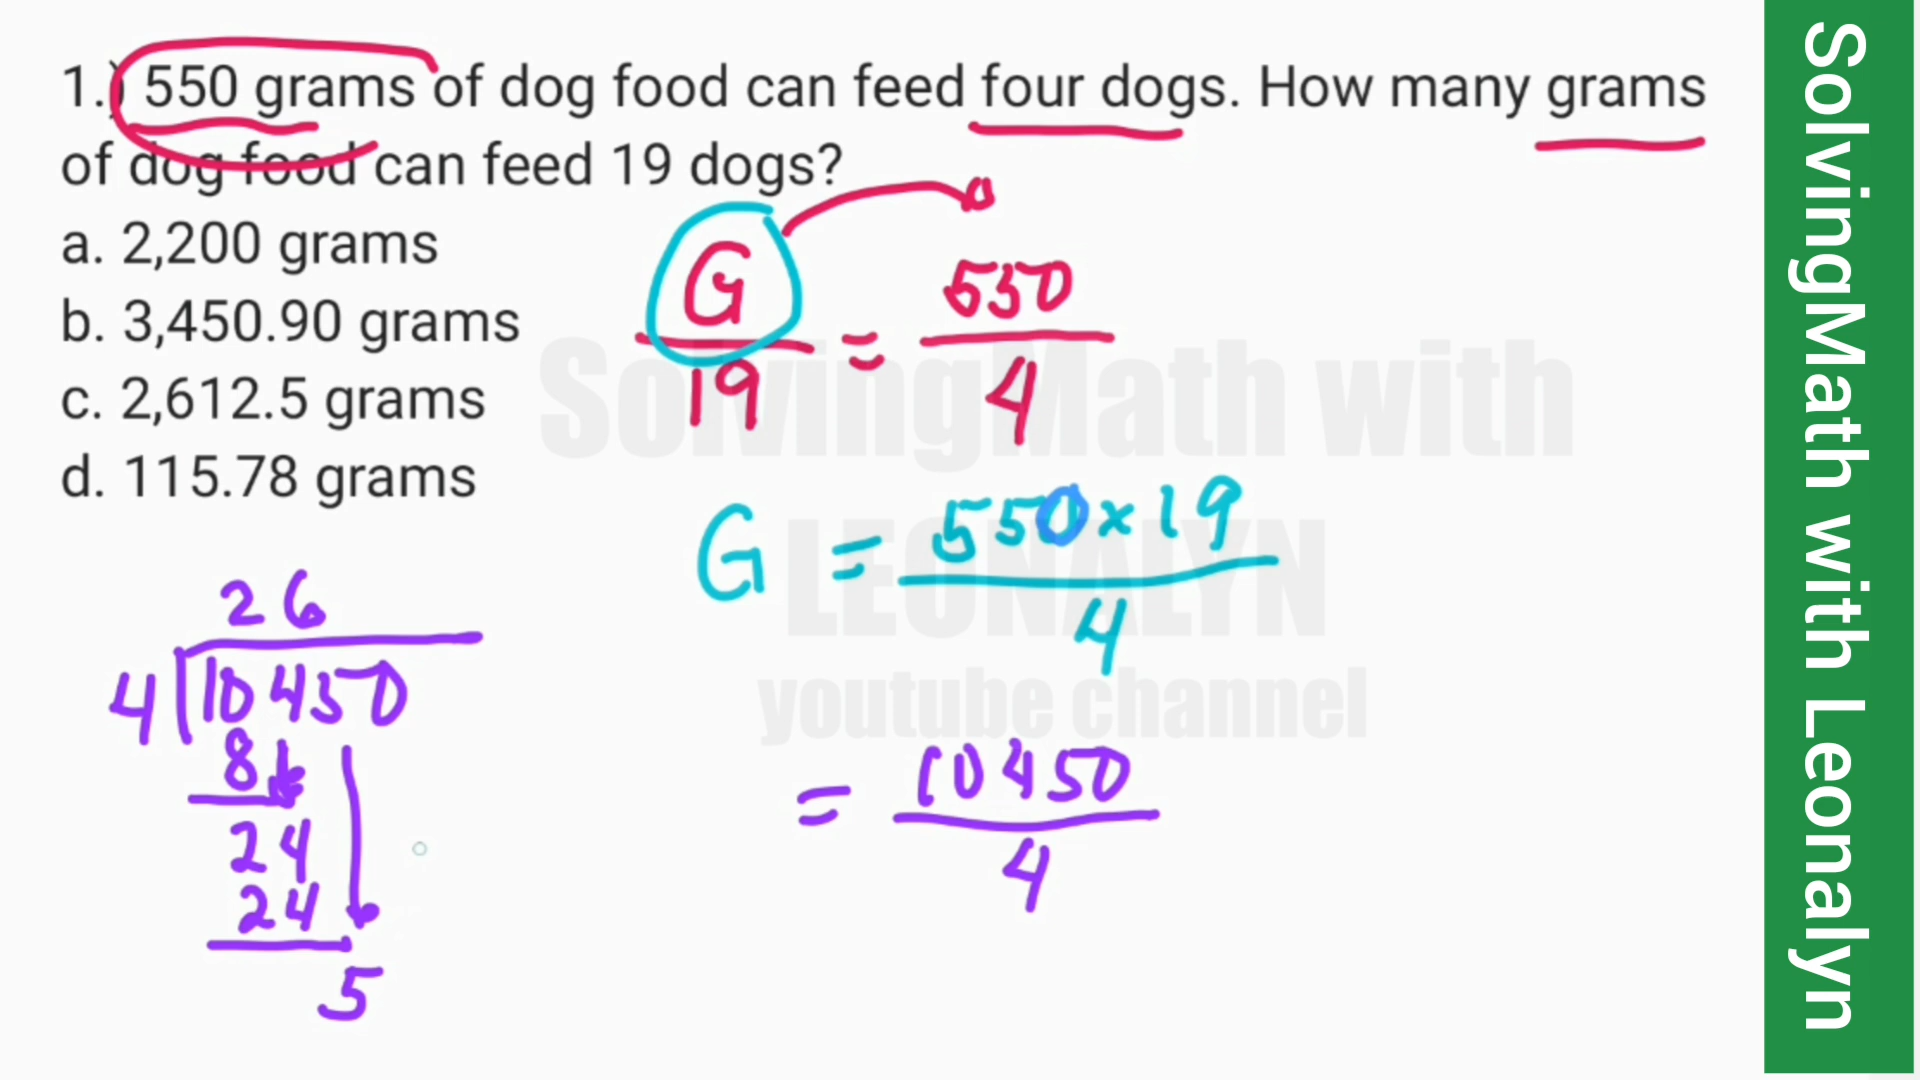 1.) 550 grams of dog food can feed four dogs. How many grams
of dog food can feed 19 dogs?
a. 2,200 grams
b. 3,450.90 grams
c. 2,612.5 grams
d. 115.78 grams
G = 550
19 4
G = 550 x 19
4
= 10450
4
26
4 10450
8
24
24
5
SolvingMath with
LEONALYN
youtube channel
SolvingMath with Leonalyn